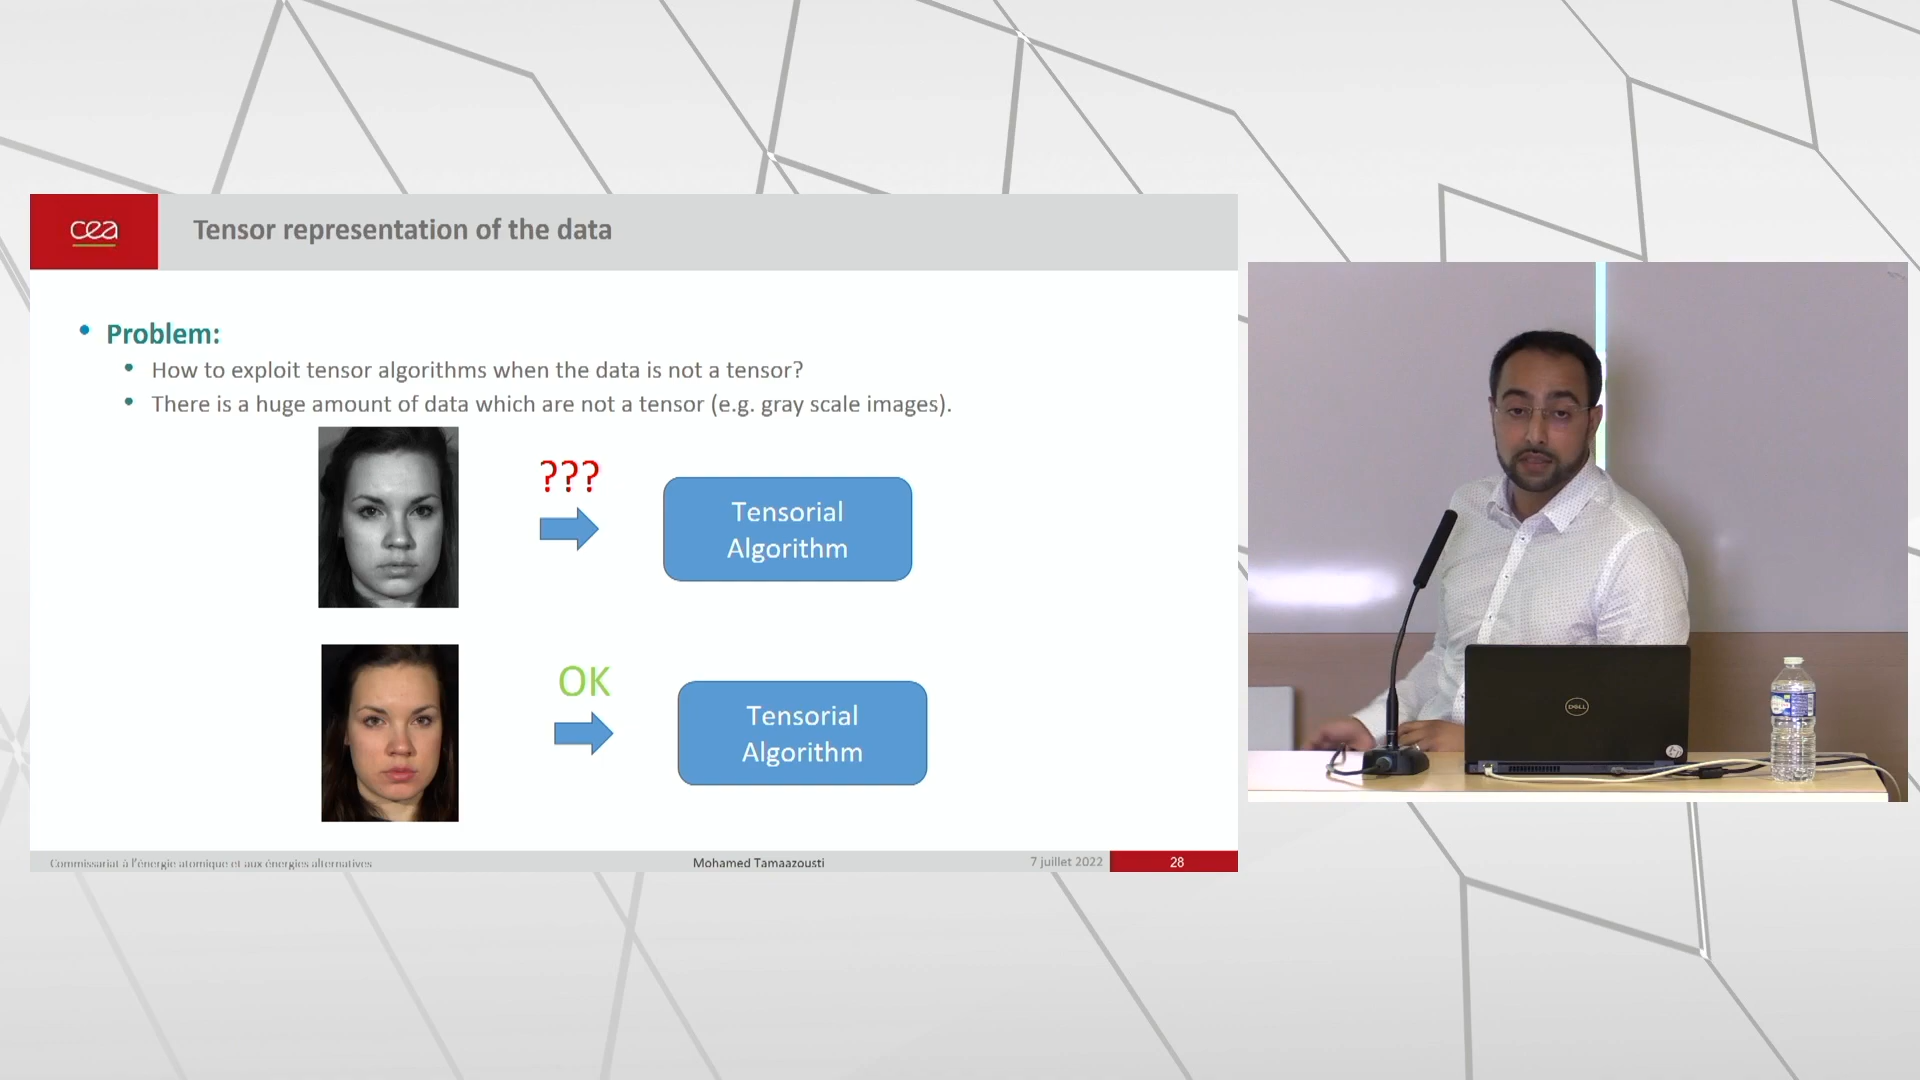 cea
Tensor representation of the data
• Problem:
• How to exploit tensor algorithms when the data is not a tensor?
• There is a huge amount of data which are not a tensor (e.g. gray scale images).
???
Tensorial
Algorithm
OK
Tensorial
Algorithm
Commissariat à l'énergie atomique et aux énergies alternatives
Mohamed Tamaazousti
7 juillet 2022
28
DELL